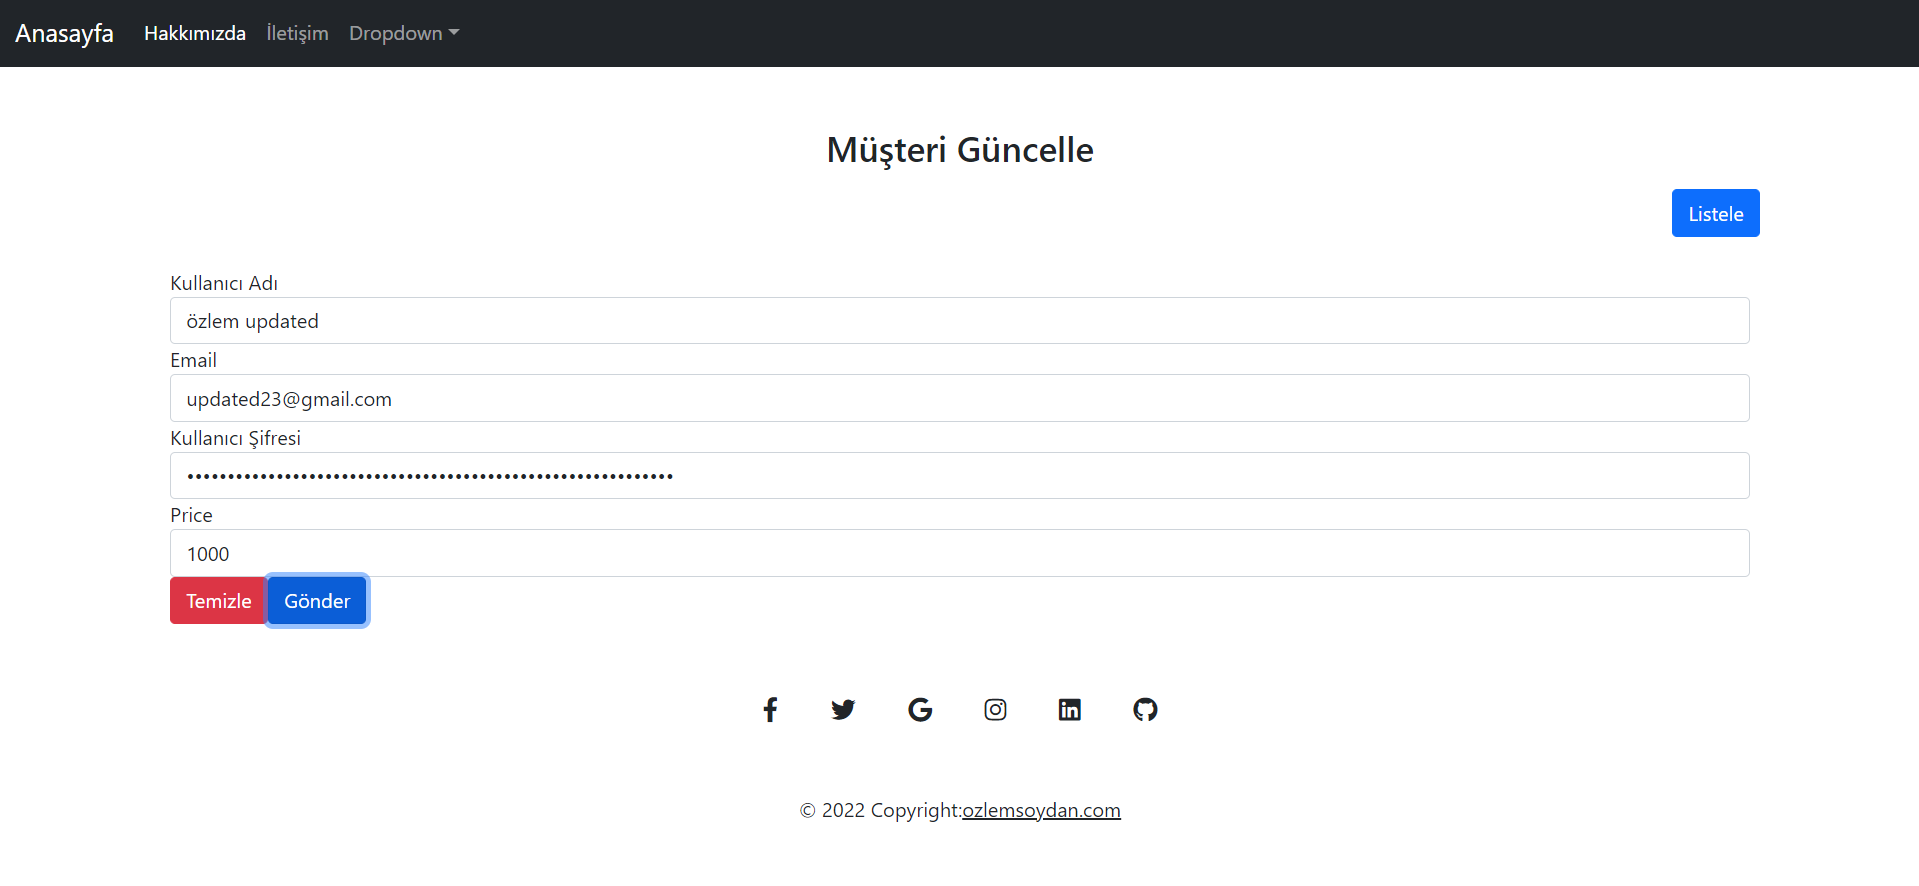 Anasayfa Hakkımızda İletişim Dropdown
Müşteri Güncelle
Listele
Kullanıcı Adı
özlem updated
Email
updated23@gmail.com
Kullanıcı Şifresi
••••••••••••••••••••••••••••••••••••••••••••••••••••••••••••
Price
1000
Temizle Gönder
© 2022 Copyright:ozlemsoydan.com